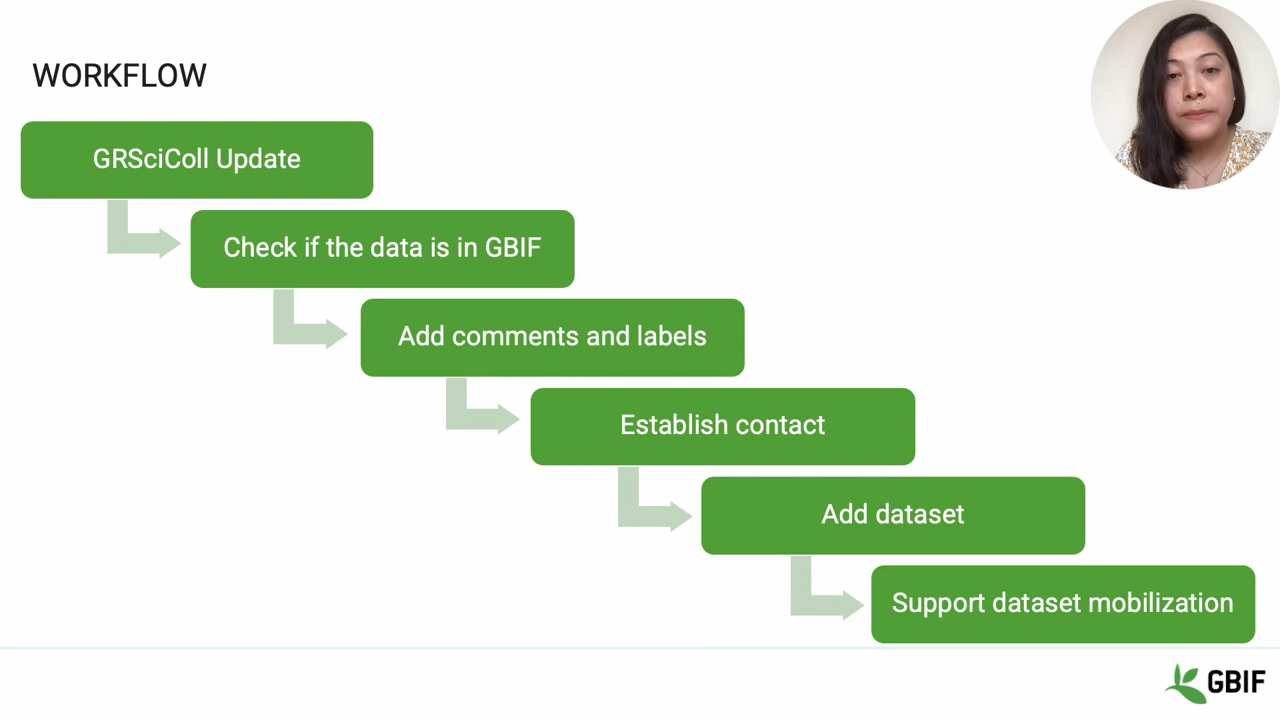 WORKFLOW
GRSciColl Update
Check if the data is in GBIF
Add comments and labels
Establish contact
Add dataset
Support dataset mobilization
GBIF